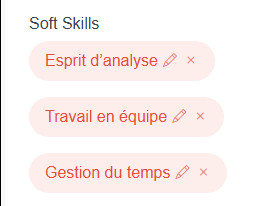 Soft Skills
Esprit d’analyse ×
Travail en équipe ×
Gestion du temps ×